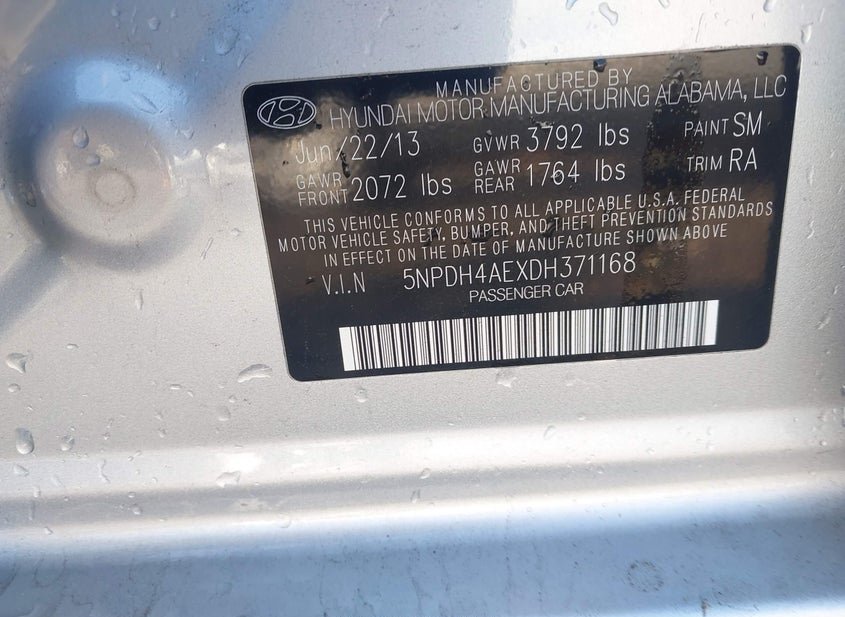 MANUFACTURED BY
HYUNDAI MOTOR MANUFACTURING ALABAMA, LLC
Jun/22/13 GVWR 3792 lbs PAINT SM
GAWR FRONT 2072 lbs GAWR REAR 1764 lbs TRIM RA
THIS VEHICLE CONFORMS TO ALL APPLICABLE U.S.A. FEDERAL
MOTOR VEHICLE SAFETY, BUMPER, AND THEFT PREVENTION STANDARDS
IN EFFECT ON THE DATE OF MANUFACTURE SHOWN ABOVE
V.I.N 5NPDH4AEXDH371168
PASSENGER CAR